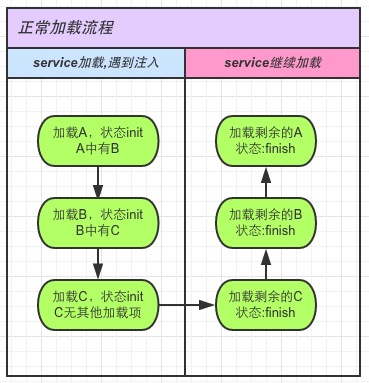 正常加载流程
service加载,遇到注入
service继续加载
加载A，状态init
A中有B
加载B，状态init
B中有C
加载C，状态init
C无其他加载项
加载剩余的A
状态:finish
加载剩余的B
状态:finish
加载剩余的C
状态:finish